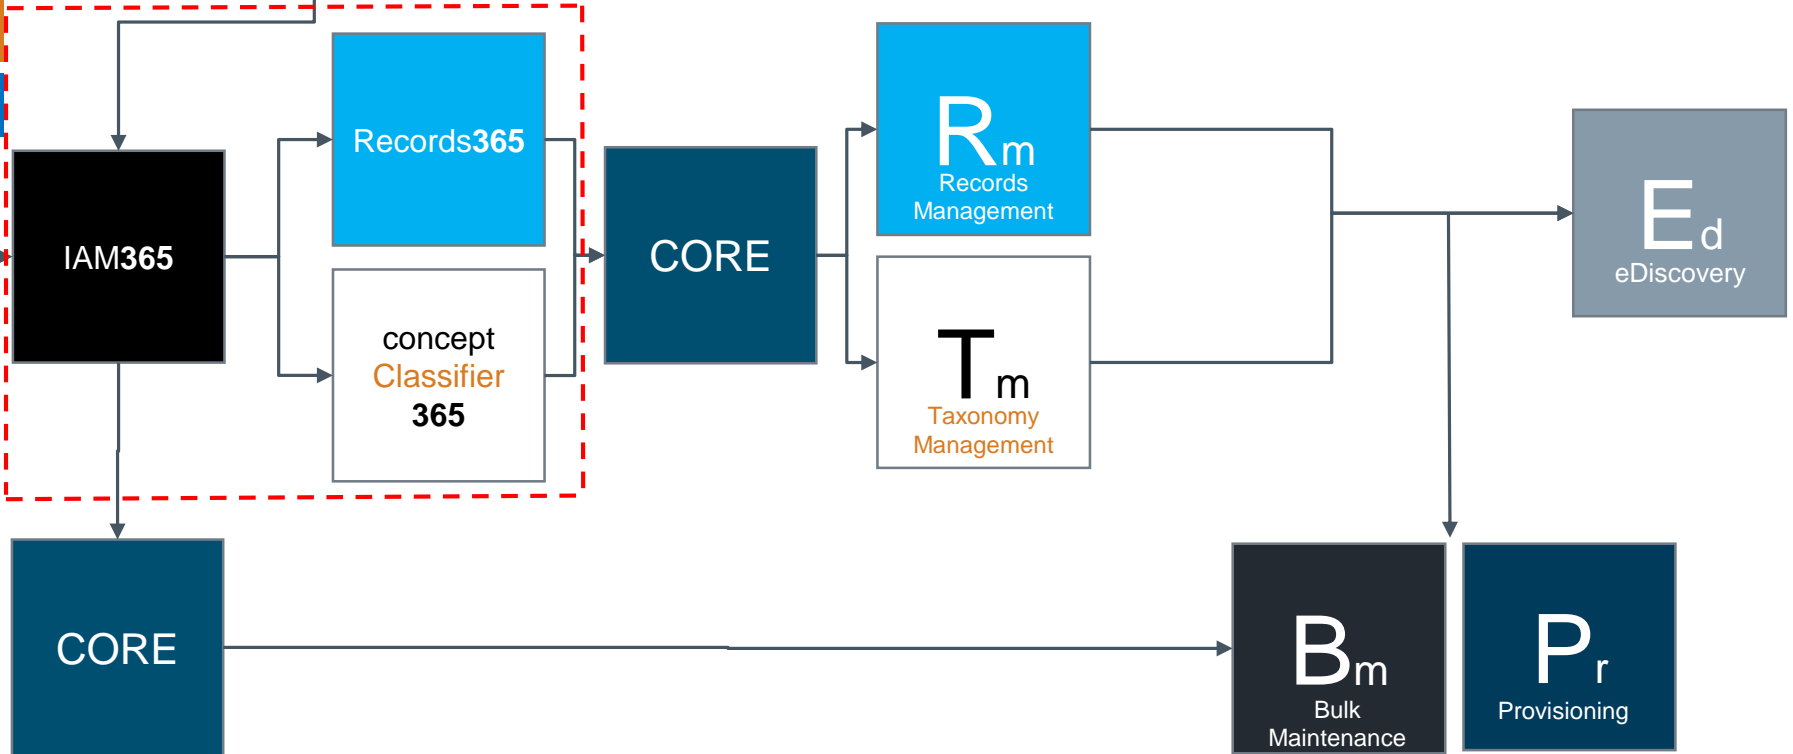 Records365
IAM365
concept
Classifier
365
CORE
Rm
Records
Management
Tm
Taxonomy
Management
Ed
eDiscovery
CORE
Bm
Bulk
Maintenance
Pr
Provisioning